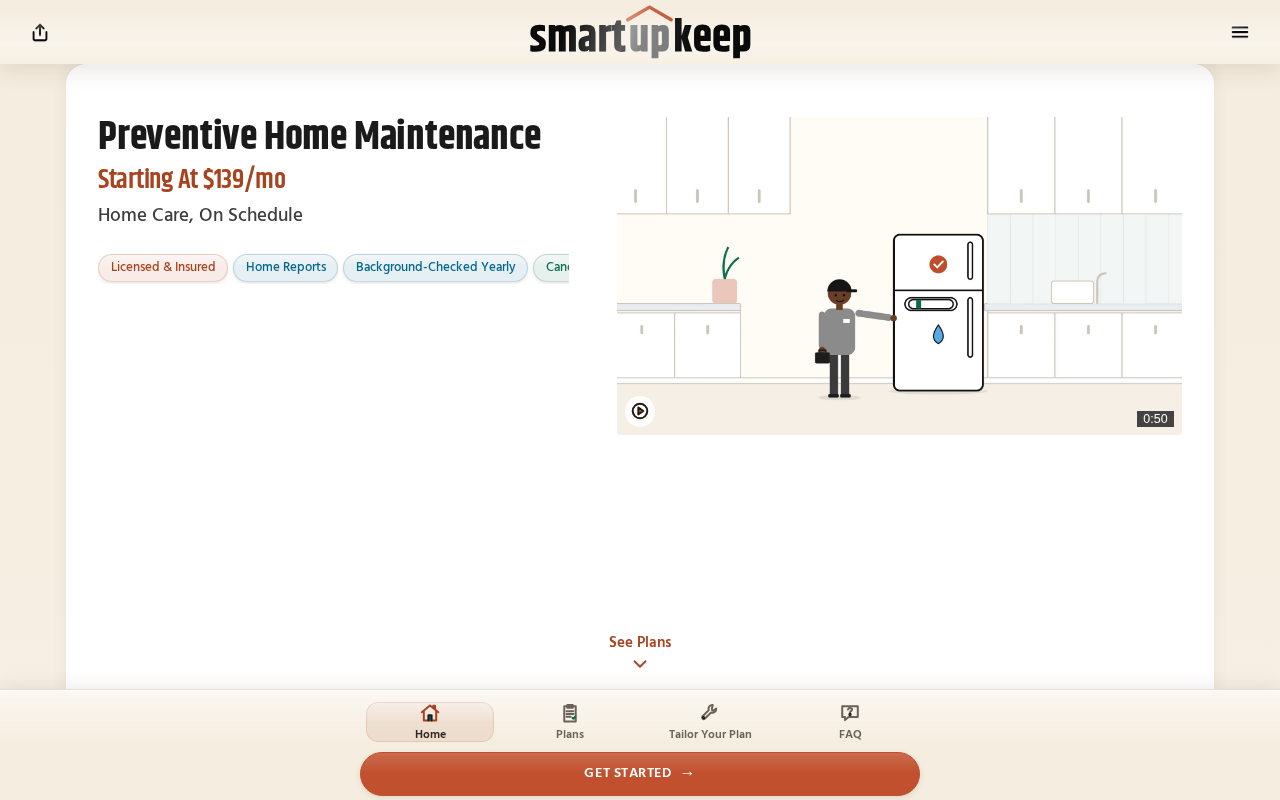 smartupkeep
Preventive Home Maintenance
Starting At $139/mo
Home Care, On Schedule
Licensed & Insured
Home Reports
Background-Checked Yearly
0:50
See Plans
Home
Plans
Tailor Your Plan
FAQ
GET STARTED →